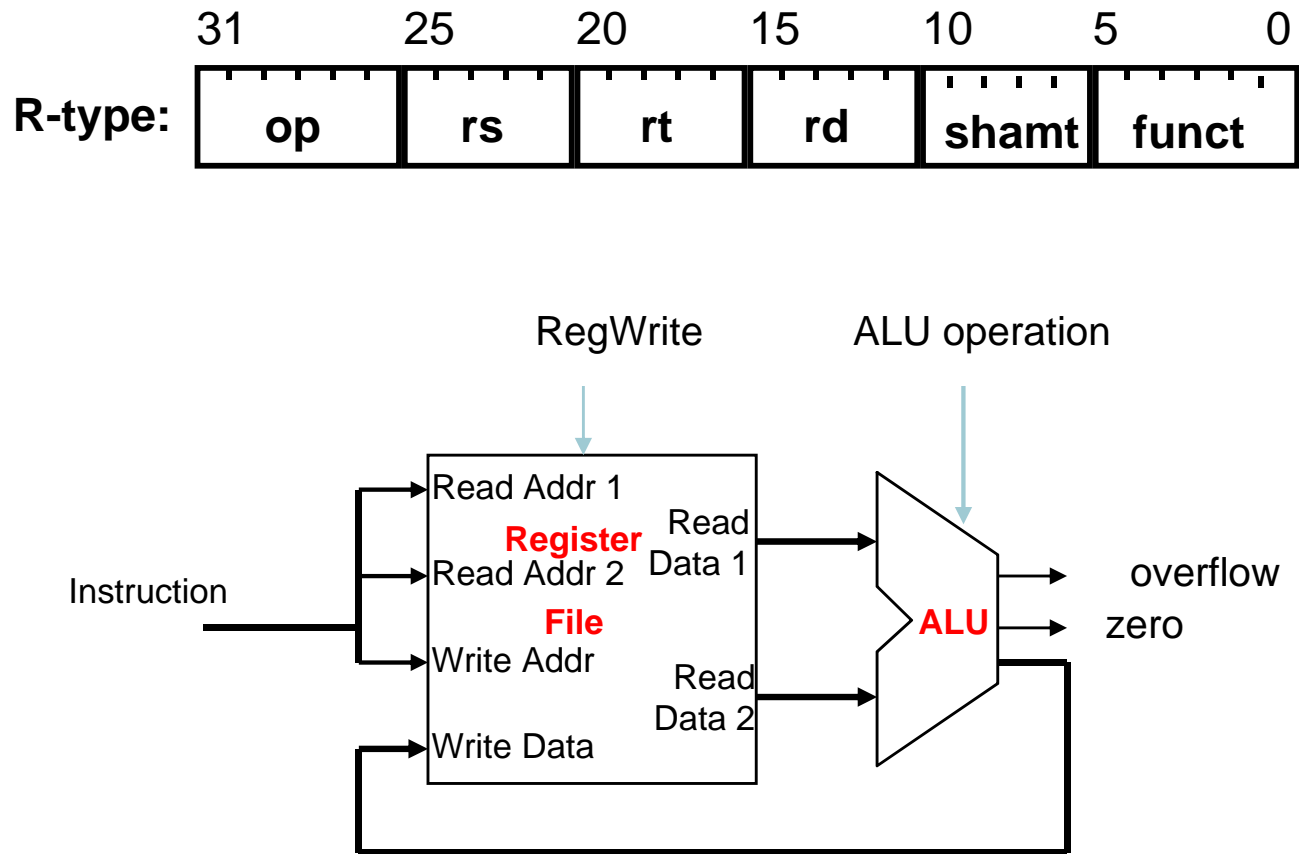 31 25 20 15 10 5 0
R-type: op rs rt rd shamt funct
RegWrite ALU operation
Read Addr 1
Register
Read
Data 1
Read Addr 2
Instruction
File
Write Addr
Read
Data 2
Write Data
ALU
overflow
zero